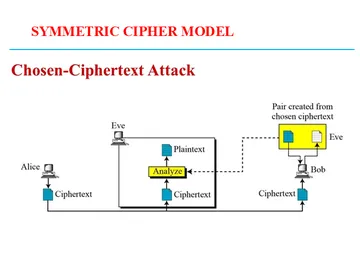 SYMMETRIC CIPHER MODEL
Chosen-Ciphertext Attack
Pair created from
chosen ciphertext
Eve
Eve
Plaintext
Alice
Analyze
Bob
Ciphertext
Ciphertext
Ciphertext